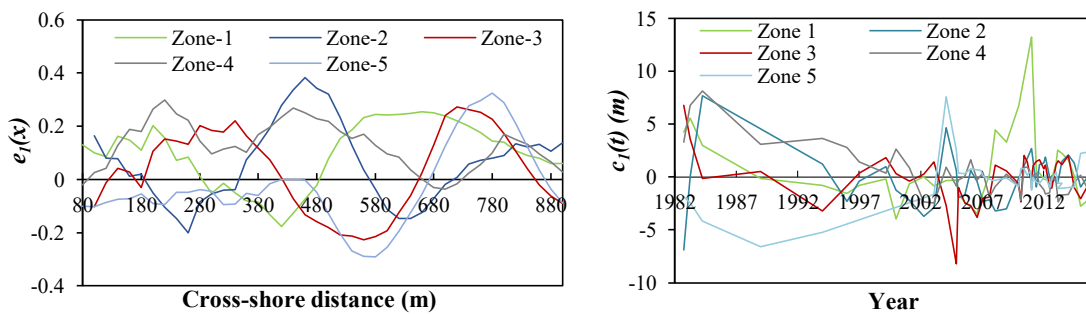 0.6
0.4
0.2
0
-0.2
-0.4
e1(x)
Zone-1 Zone-2 Zone-3
Zone-4 Zone-5
80 180 280 380 480 580 680 780 880
Cross-shore distance (m)
15
10
5
0
-5
-10
c1(t) (m)
Zone 1 Zone 2
Zone 3 Zone 4
Zone 5
1982 1987 1992 1997 2002 2007 2012
Year